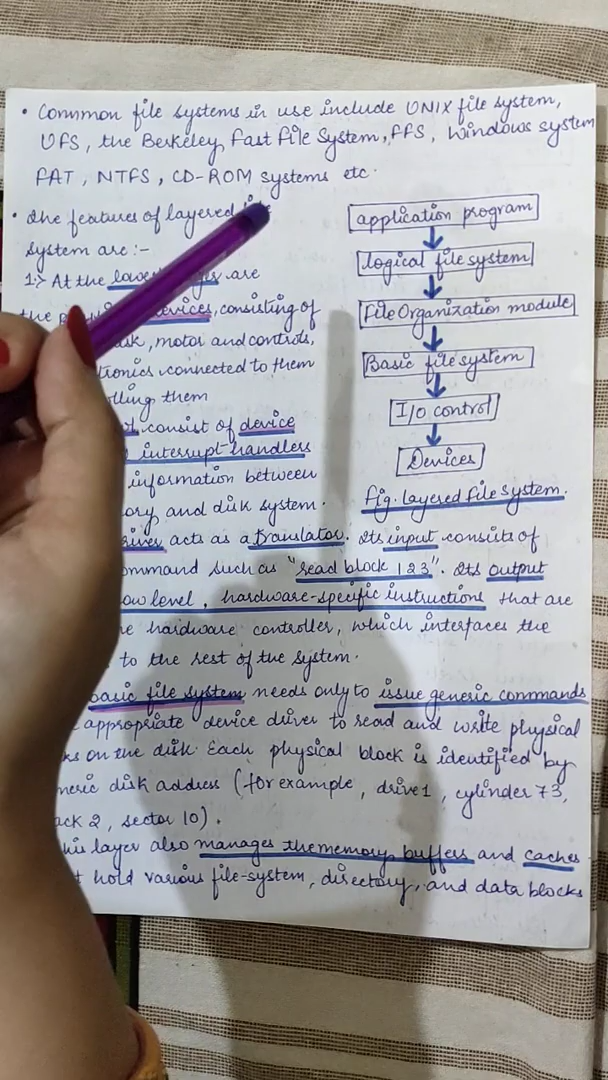 • Common file systems in use include UNIX file system,
UFS, the Berkeley Fast File System, FFS, Windows system
FAT, NTFS, CD-ROM systems etc.
• The features of layered
system are :-
1:> At the are
the devices, consisting of
motor and controls,
connected to them
them
consist of device
interrupt handlers
information between
and disk system.
application program
Logical file system
File Organization module
Basic file system
I/O control
Devices
fig. layered file system.
acts as a translator. Its input consists of
such as "read block 123". Its output
low level, hardware-specific instructions that are
hardware controller, which interfaces the
to the rest of the system.
basic file system needs only to issue generic commands
appropriate device driver to read and write physical
on the disk. Each physical block is identified by
disk address (for example, drive 1, cylinder 73,
2, sector 10).
layer also manages the memory buffers and caches
hold various file-system, directory, and data blocks